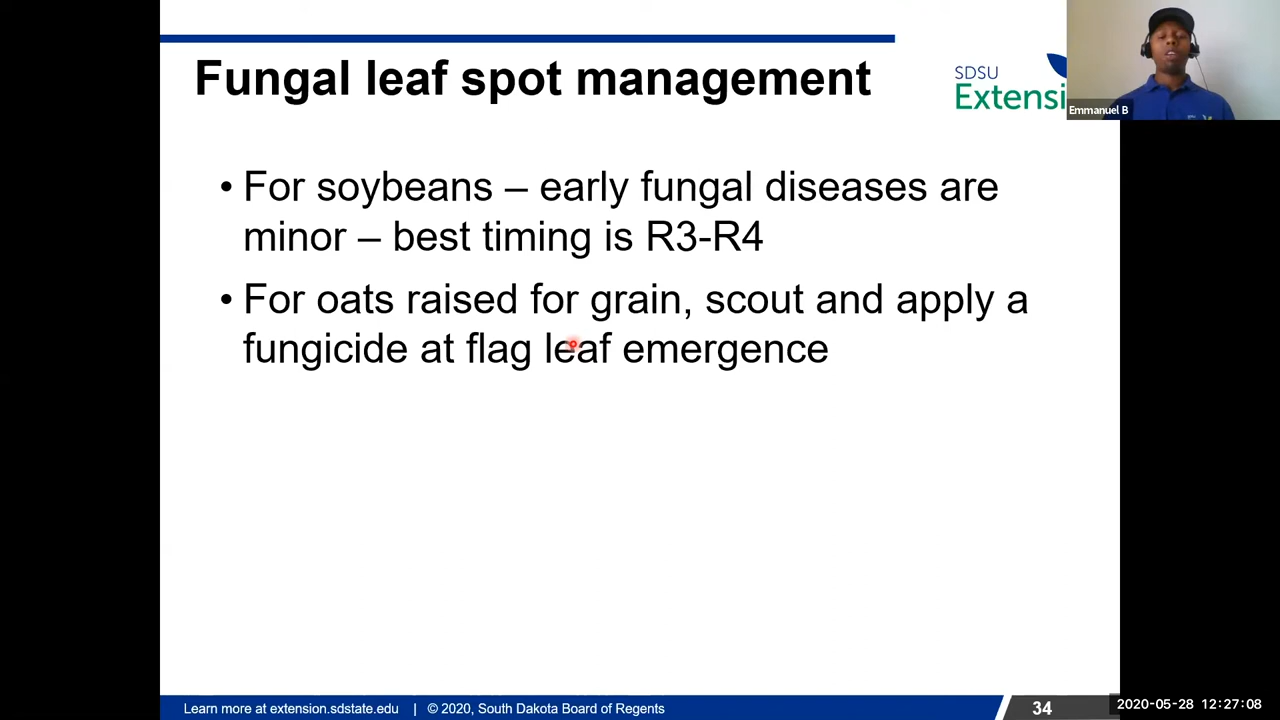 Fungal leaf spot management
SDSU
Extensi
Emmanuel B
• For soybeans – early fungal diseases are
minor – best timing is R3-R4
• For oats raised for grain, scout and apply a
fungicide at flag leaf emergence
Learn more at extension.sdstate.edu | © 2020, South Dakota Board of Regents
34
2020-05-28 12:27:08